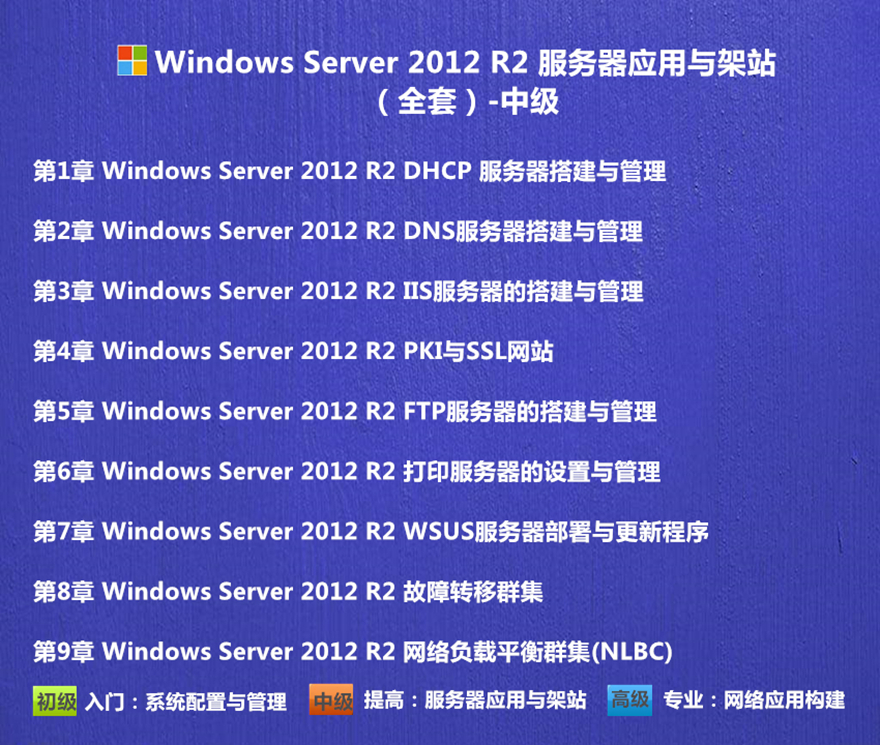 Windows Server 2012 R2 服务器应用与架站
（全套）-中级
第1章 Windows Server 2012 R2 DHCP 服务器搭建与管理
第2章 Windows Server 2012 R2 DNS服务器搭建与管理
第3章 Windows Server 2012 R2 IIS服务器的搭建与管理
第4章 Windows Server 2012 R2 PKI与SSL网站
第5章 Windows Server 2012 R2 FTP服务器的搭建与管理
第6章 Windows Server 2012 R2 打印服务器的设置与管理
第7章 Windows Server 2012 R2 WSUS服务器部署与更新程序
第8章 Windows Server 2012 R2 故障转移群集
第9章 Windows Server 2012 R2 网络负载平衡群集(NLBC)
初级 入门：系统配置与管理 中级 提高：服务器应用与架站 高级 专业：网络应用构建